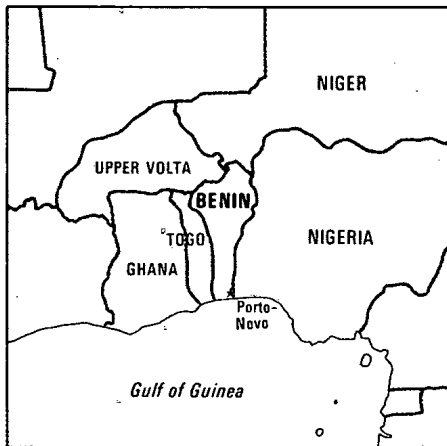 NIGER
UPPER VOLTA
BENIN
TOGO
NIGERIA
GHANA
Porto-
Novo
Gulf of Guinea